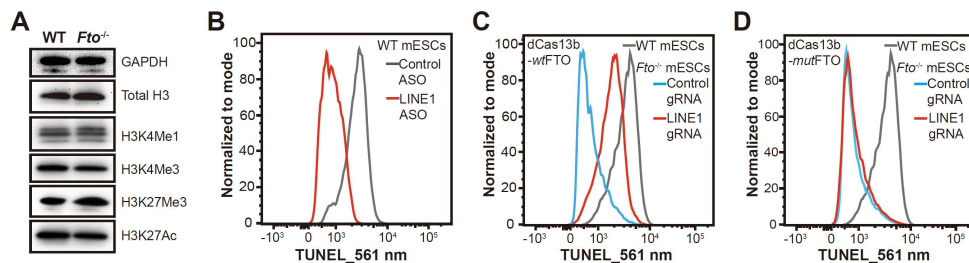 A
WT Fto-/-
GAPDH
Total H3
H3K4Me1
H3K4Me3
H3K27Me3
H3K27Ac
B
Normalized to mode
100
80
60
40
20
0
WT mESCs
Control
ASO
LINE1
ASO
-10³ 0 10³ 10⁴ 10⁵
TUNEL_561 nm
C
Normalized to mode
100
80
60
40
20
0
dCas13b
-wtFTO
WT mESCs
Fto-/- mESCs
Control
gRNA
LINE1
gRNA
-10³ 0 10³ 10⁴ 10⁵
TUNEL_561 nm
D
Normalized to mode
100
80
60
40
20
0
dCas13b
-mutFTO
WT mESCs
Fto-/- mESCs
Control
gRNA
LINE1
gRNA
-10³ 0 10³ 10⁴ 10⁵
TUNEL_561 nm